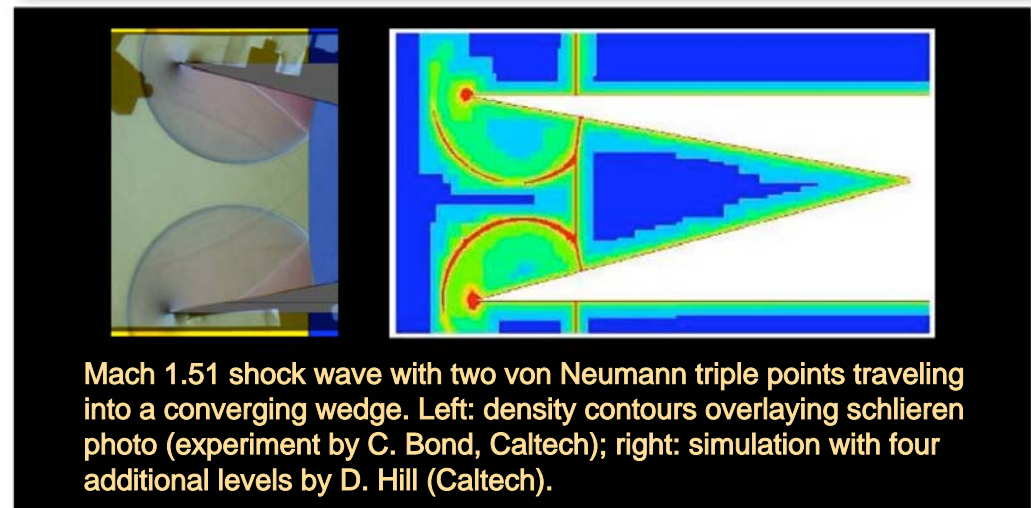 Mach 1.51 shock wave with two von Neumann triple points traveling
into a converging wedge. Left: density contours overlaying schlieren
photo (experiment by C. Bond, Caltech); right: simulation with four
additional levels by D. Hill (Caltech).